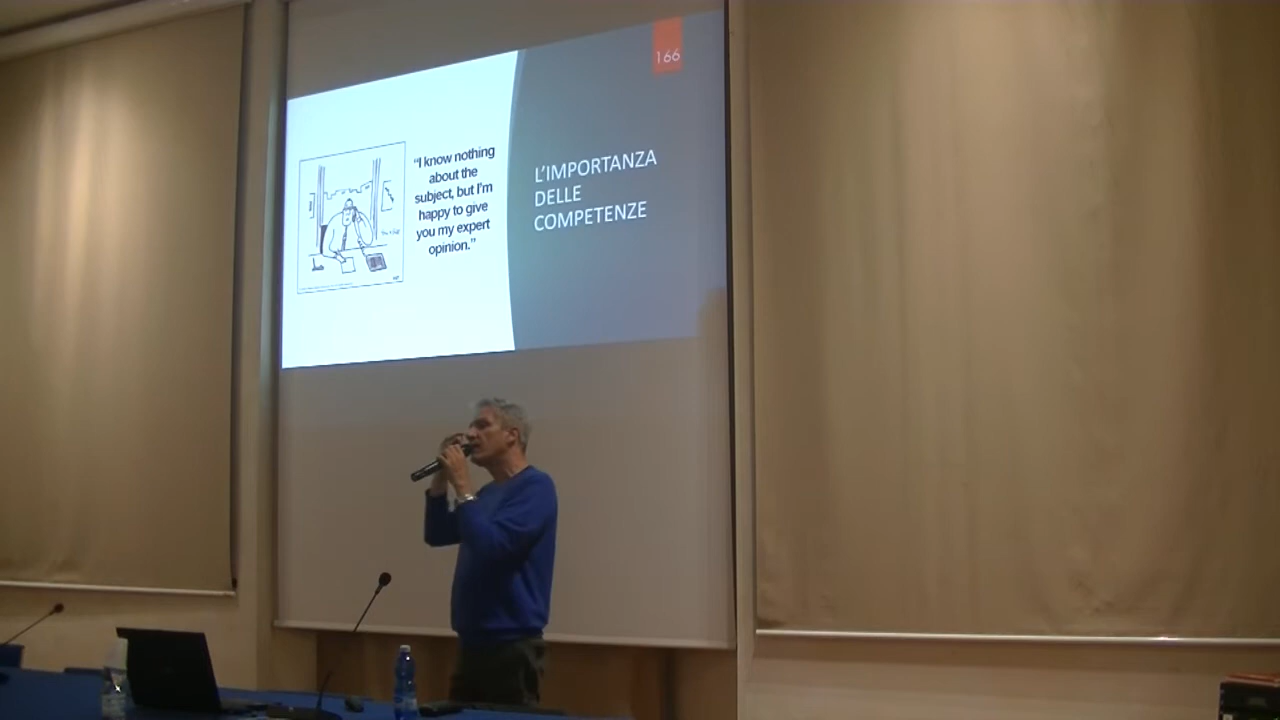 166
"I know nothing
about the
subject, but I'm
happy to give
you my expert
opinion."
L'IMPORTANZA
DELLE
COMPETENZE